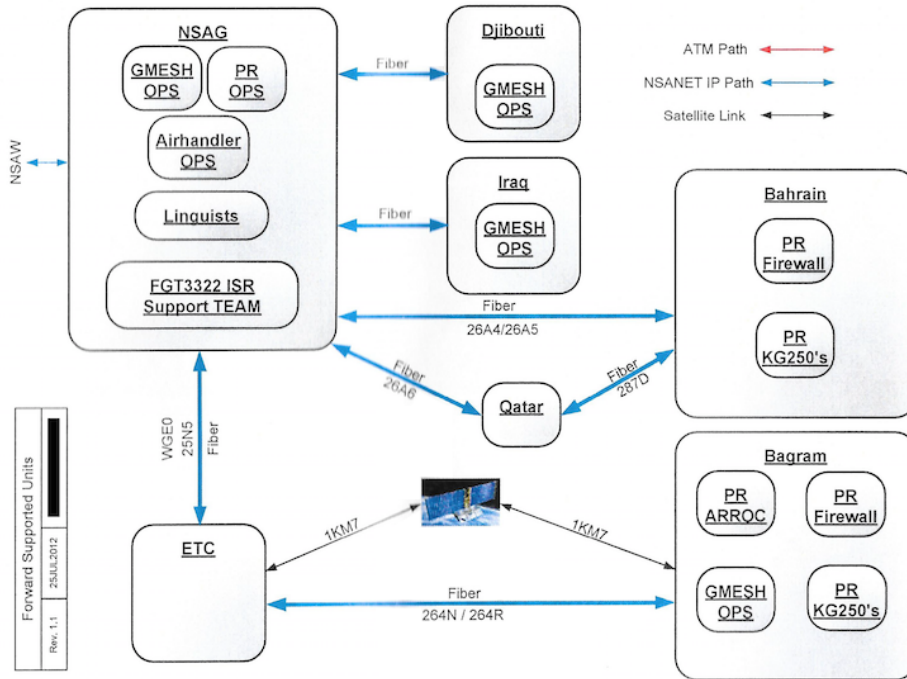 NSAG
GMESH
OPS
PR
OPS
Airhandler
OPS
Linguists
FGT3322 ISR
Support TEAM
NSAW
Fiber
Djibouti
GMESH
OPS
Fiber
Iraq
GMESH
OPS
ATM Path
NSANET IP Path
Satellite Link
Bahrain
PR
Firewall
PR
KG250's
Fiber
26A4/26A5
Fiber
26A6
Qatar
Fiber
287D
WGE0
25N5
Fiber
Bagram
PR
ARRQC
PR
Firewall
GMESH
OPS
PR
KG250's
ETC
1KM7
1KM7
Fiber
264N / 264R
Forward Supported Units
Rev. 1.1
25JUL2012